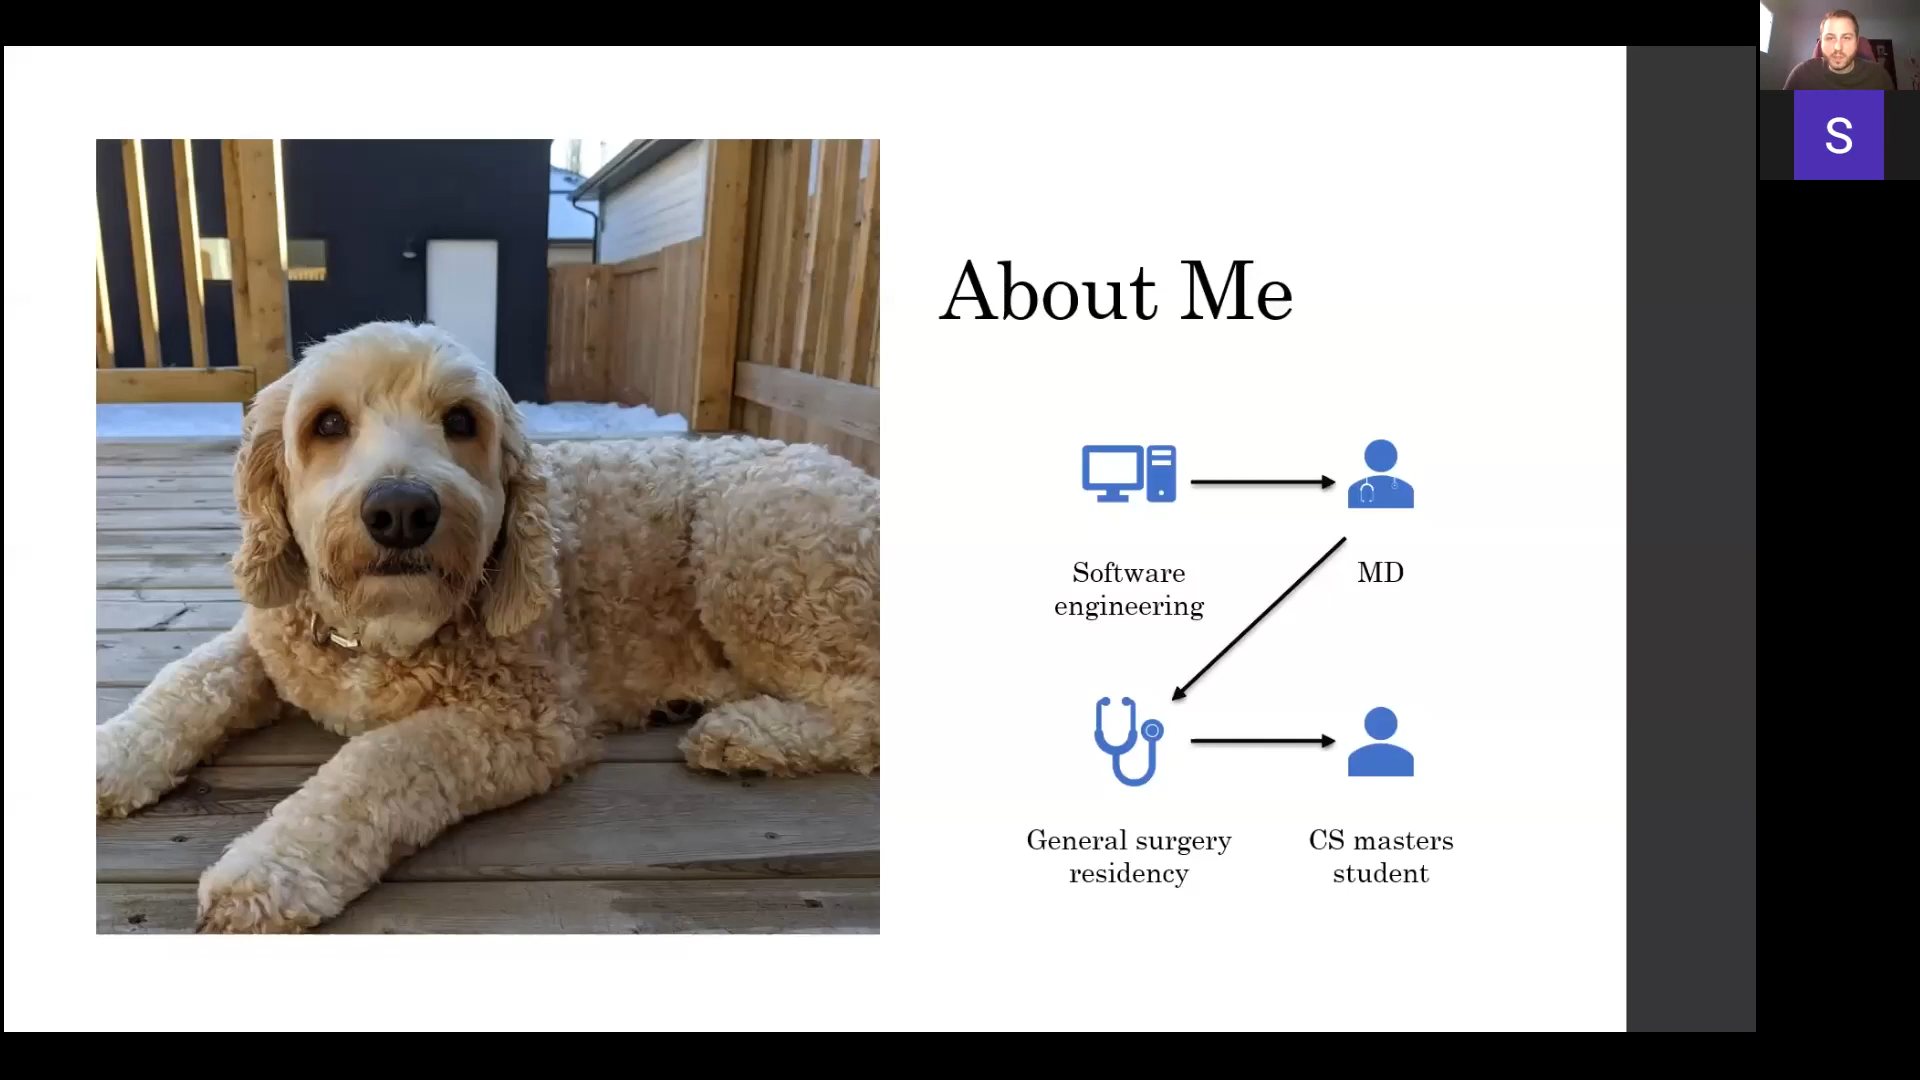 About Me
Software
engineering
MD
General surgery
residency
CS masters
student
S